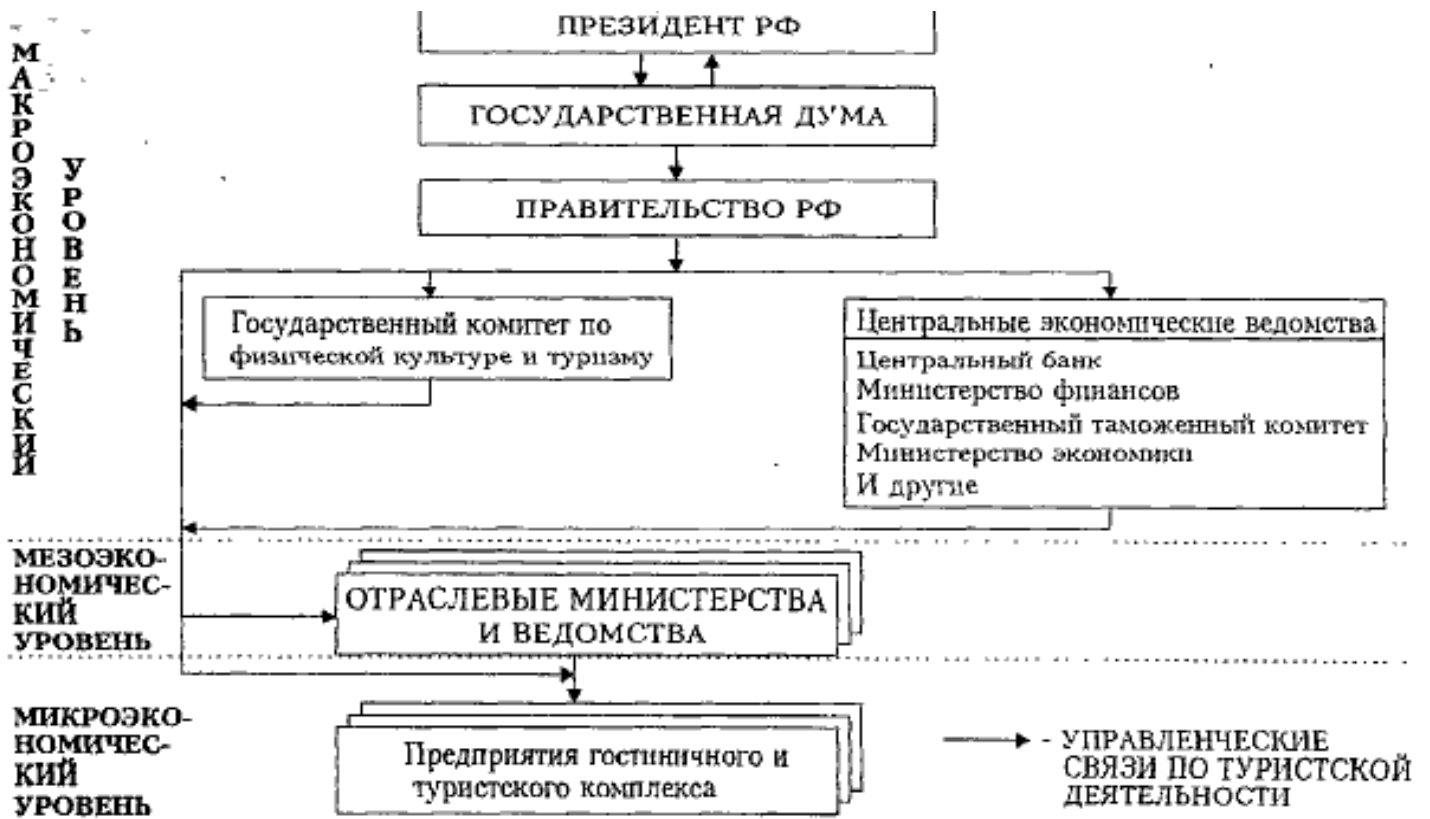 МАКРОЭКОНОМИЧЕСКИЙ
УРОВЕНЬ
ПРЕЗИДЕНТ РФ
ГОСУДАРСТВЕННАЯ ДУМА
ПРАВИТЕЛЬСТВО РФ
Государственный комитет по
физической культуре и туризму
Центральные экономические ведомства
Центральный банк
Министерство финансов
Государственный таможенный комитет
Министерство экономики
И другие
МЕЗОЭКО-
НОМИЧЕС-
КИЙ
УРОВЕНЬ
ОТРАСЛЕВЫЕ МИНИСТЕРСТВА
И ВЕДОМСТВА
МИКРОЭКО-
НОМИЧЕС-
КИЙ
УРОВЕНЬ
Предприятия гостиничного и
туристского комплекса
- УПРАВЛЕНЧЕСКИЕ
СВЯЗИ ПО ТУРИСТСКОЙ
ДЕЯТЕЛЬНОСТИ